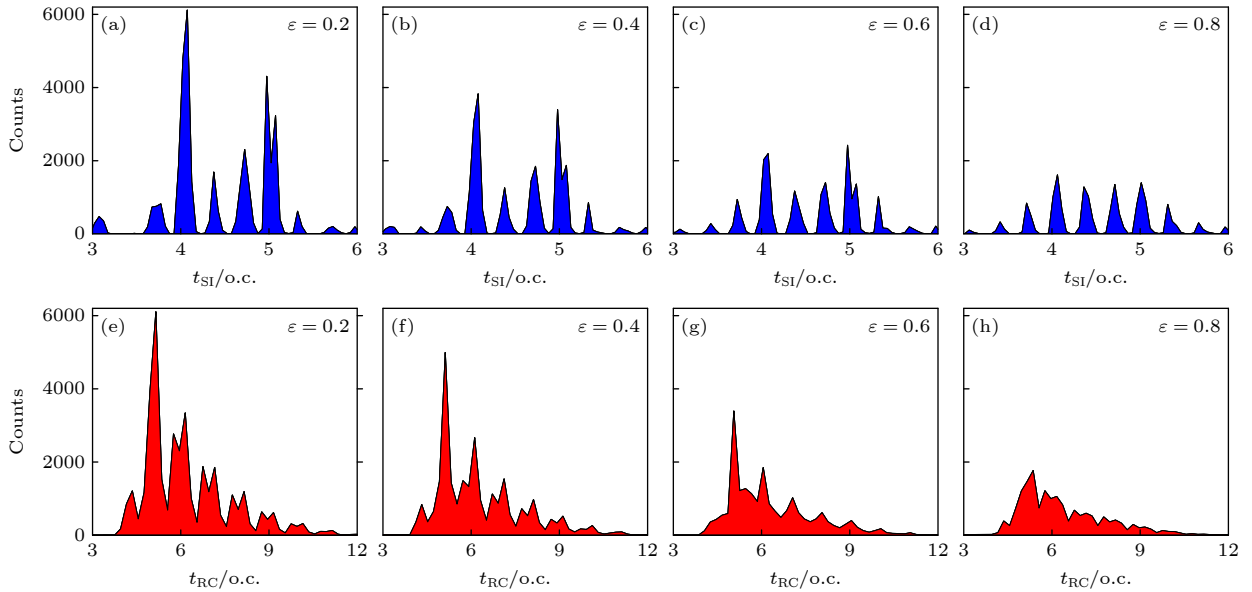 (a) ε = 0.2
(b) ε = 0.4
(c) ε = 0.6
(d) ε = 0.8
6000
4000
2000
0
Counts
3 4 5 6
3 4 5 6
3 4 5 6
3 4 5 6
t_SI/o.c.
t_SI/o.c.
t_SI/o.c.
t_SI/o.c.
(e) ε = 0.2
(f) ε = 0.4
(g) ε = 0.6
(h) ε = 0.8
6000
4000
2000
0
Counts
3 6 9 12
3 6 9 12
3 6 9 12
3 6 9 12
t_RC/o.c.
t_RC/o.c.
t_RC/o.c.
t_RC/o.c.